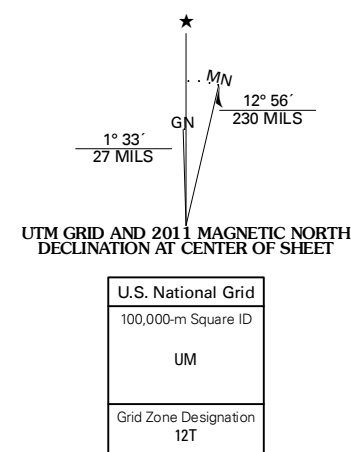 ★
MN
12° 56´
230 MILS
GN
1° 33´
27 MILS
UTM GRID AND 2011 MAGNETIC NORTH
DECLINATION AT CENTER OF SHEET
U.S. National Grid
100,000-m Square ID
UM
Grid Zone Designation
12T